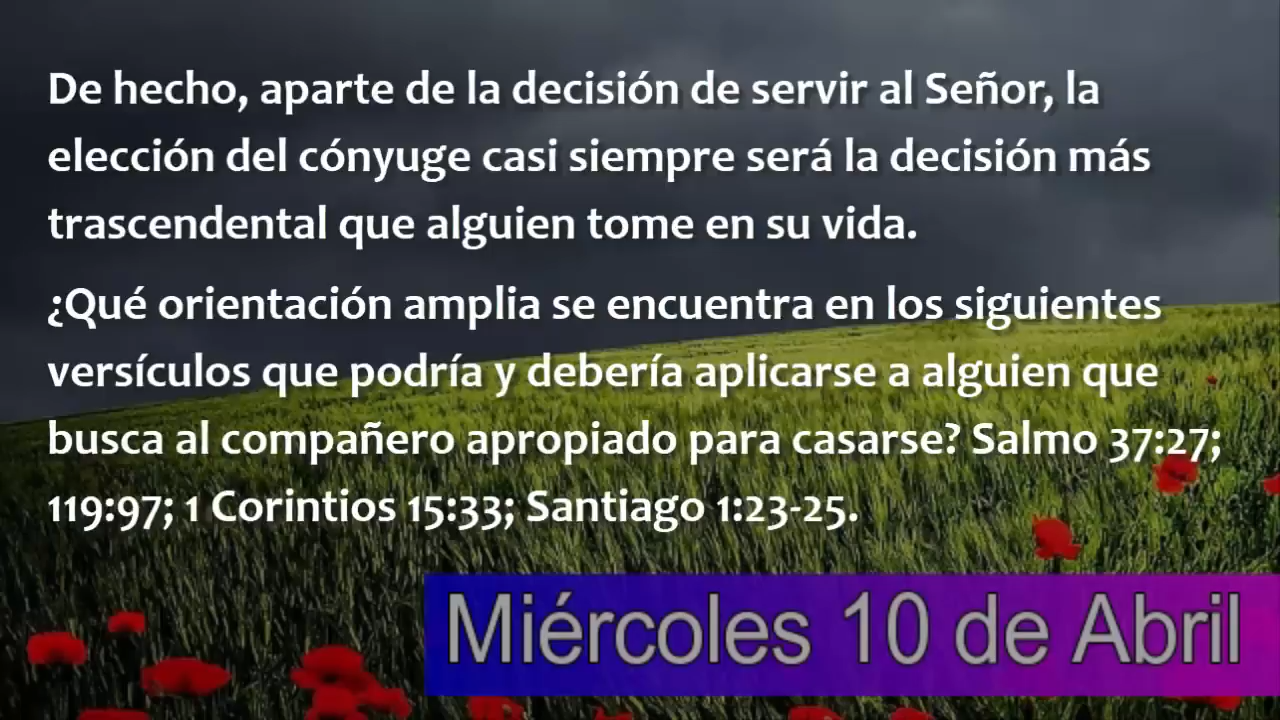 De hecho, aparte de la decisión de servir al Señor, la
elección del cónyuge casi siempre será la decisión más
trascendental que alguien tome en su vida.
¿Qué orientación amplia se encuentra en los siguientes
versículos que podría y debería aplicarse a alguien que
busca al compañero apropiado para casarse? Salmo 37:27;
119:97; 1 Corintios 15:33; Santiago 1:23-25.
Miércoles 10 de Abril